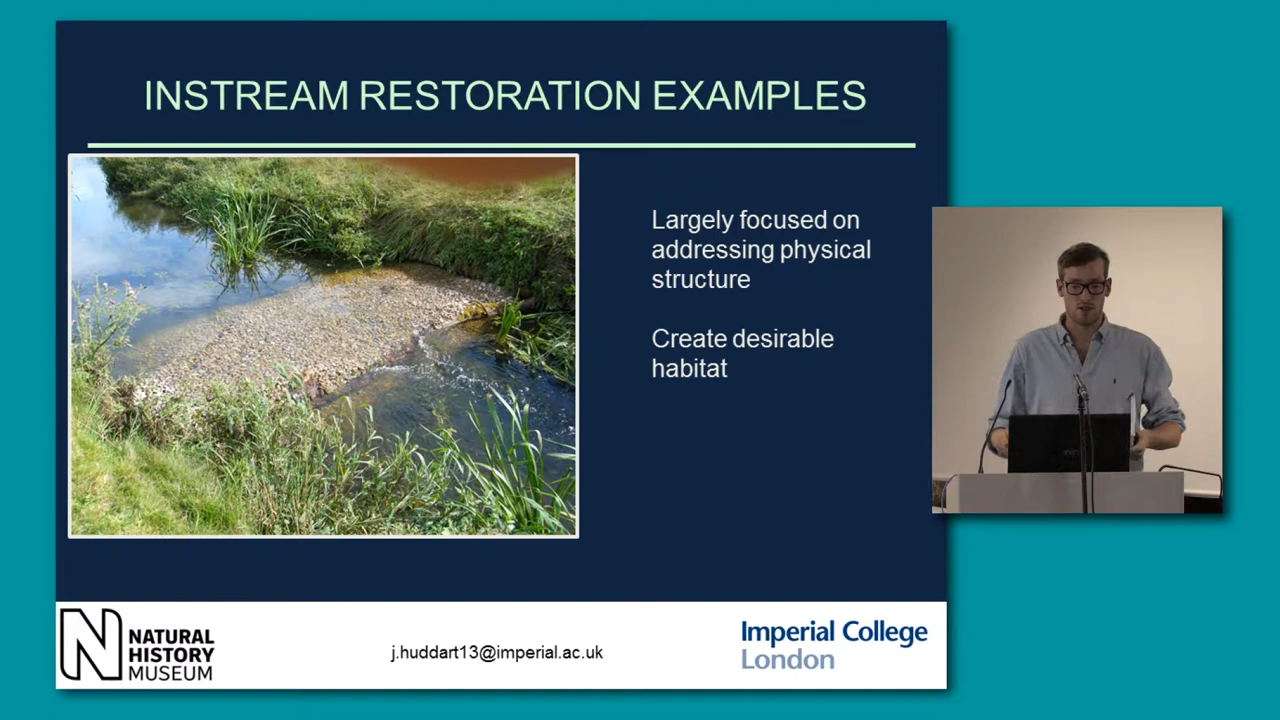 INSTREAM RESTORATION EXAMPLES
Largely focused on
addressing physical
structure
Create desirable
habitat
N NATURAL
HISTORY
MUSEUM
j.huddart13@imperial.ac.uk
Imperial College
London